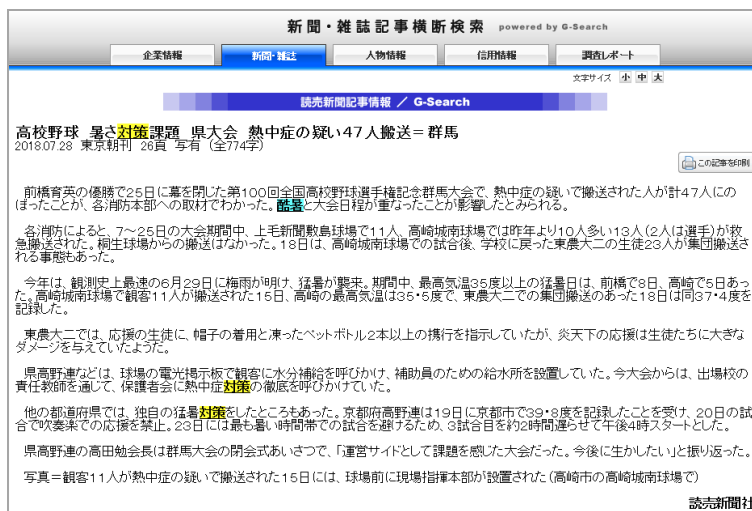 新聞・雑誌記事横断検索 powered by G-Search
企業情報 新聞・雑誌 人物情報 信用情報 調査レポート
文字サイズ 小 中 大
読売新聞記事情報 / G-Search
高校野球 暑さ対策課題 県大会 熱中症の疑い47人搬送＝群馬
2018.07.28 東京朝刊 26頁 写有 (全774字)
この記事を印刷
前橋育英の優勝で25日に幕を閉じた第100回全国高校野球選手権記念群馬大会で、熱中症の疑いで搬送された人が計47人にの
ぼったことが、各消防本部への取材でわかった。酷暑と大会日程が重なったことが影響したとみられる。
各消防によると、7～25日の大会期間中、上毛新聞敷島球場で11人、高崎城南球場では昨年より10人多い13人(2人は選手)が救
急搬送された。桐生球場からの搬送はなかった。18日は、高崎城南球場での試合後、学校に戻った東農大二の生徒23人が集団搬送さ
れる事態もあった。
今年は、観測史上最速の6月29日に梅雨が明け、猛暑が襲来。期間中、最高気温35度以上の猛暑日は、前橋で8日、高崎で5日あっ
た。高崎城南球場で観客11人が搬送された15日、高崎の最高気温は35・5度で、東農大二での集団搬送のあった18日は同37・4度を
記録した。
東農大二では、応援の生徒に、帽子の着用と凍ったペットボトル2本以上の携行を指示していたが、炎天下の応援は生徒たちに大きな
ダメージを与えていたようだ。
県高野連などは、球場の電光掲示板で観客に水分補給を呼びかけ、補助員のための給水所を設置していた。今大会からは、出場校の
責任教師を通じて、保護者会に熱中症対策の徹底を呼びかけていた。
他の都道府県では、独自の猛暑対策をしたところもあった。京都府高野連は19日に京都市で39・8度を記録したことを受け、20日の試
合で吹奏楽での応援を禁止。23日には最も暑い時間帯での試合を避けるため、3試合目を約2時間遅らせて午後4時スタートとした。
県高野連の高田勉会長は群馬大会の閉会式あいさつで、「運営サイドとして課題を感じた大会だった。今後に生かしたい」と振り返った。
写真＝観客11人が熱中症の疑いで搬送された15日には、球場前に現場指揮本部が設置された(高崎市の高崎城南球場で)
読売新聞社